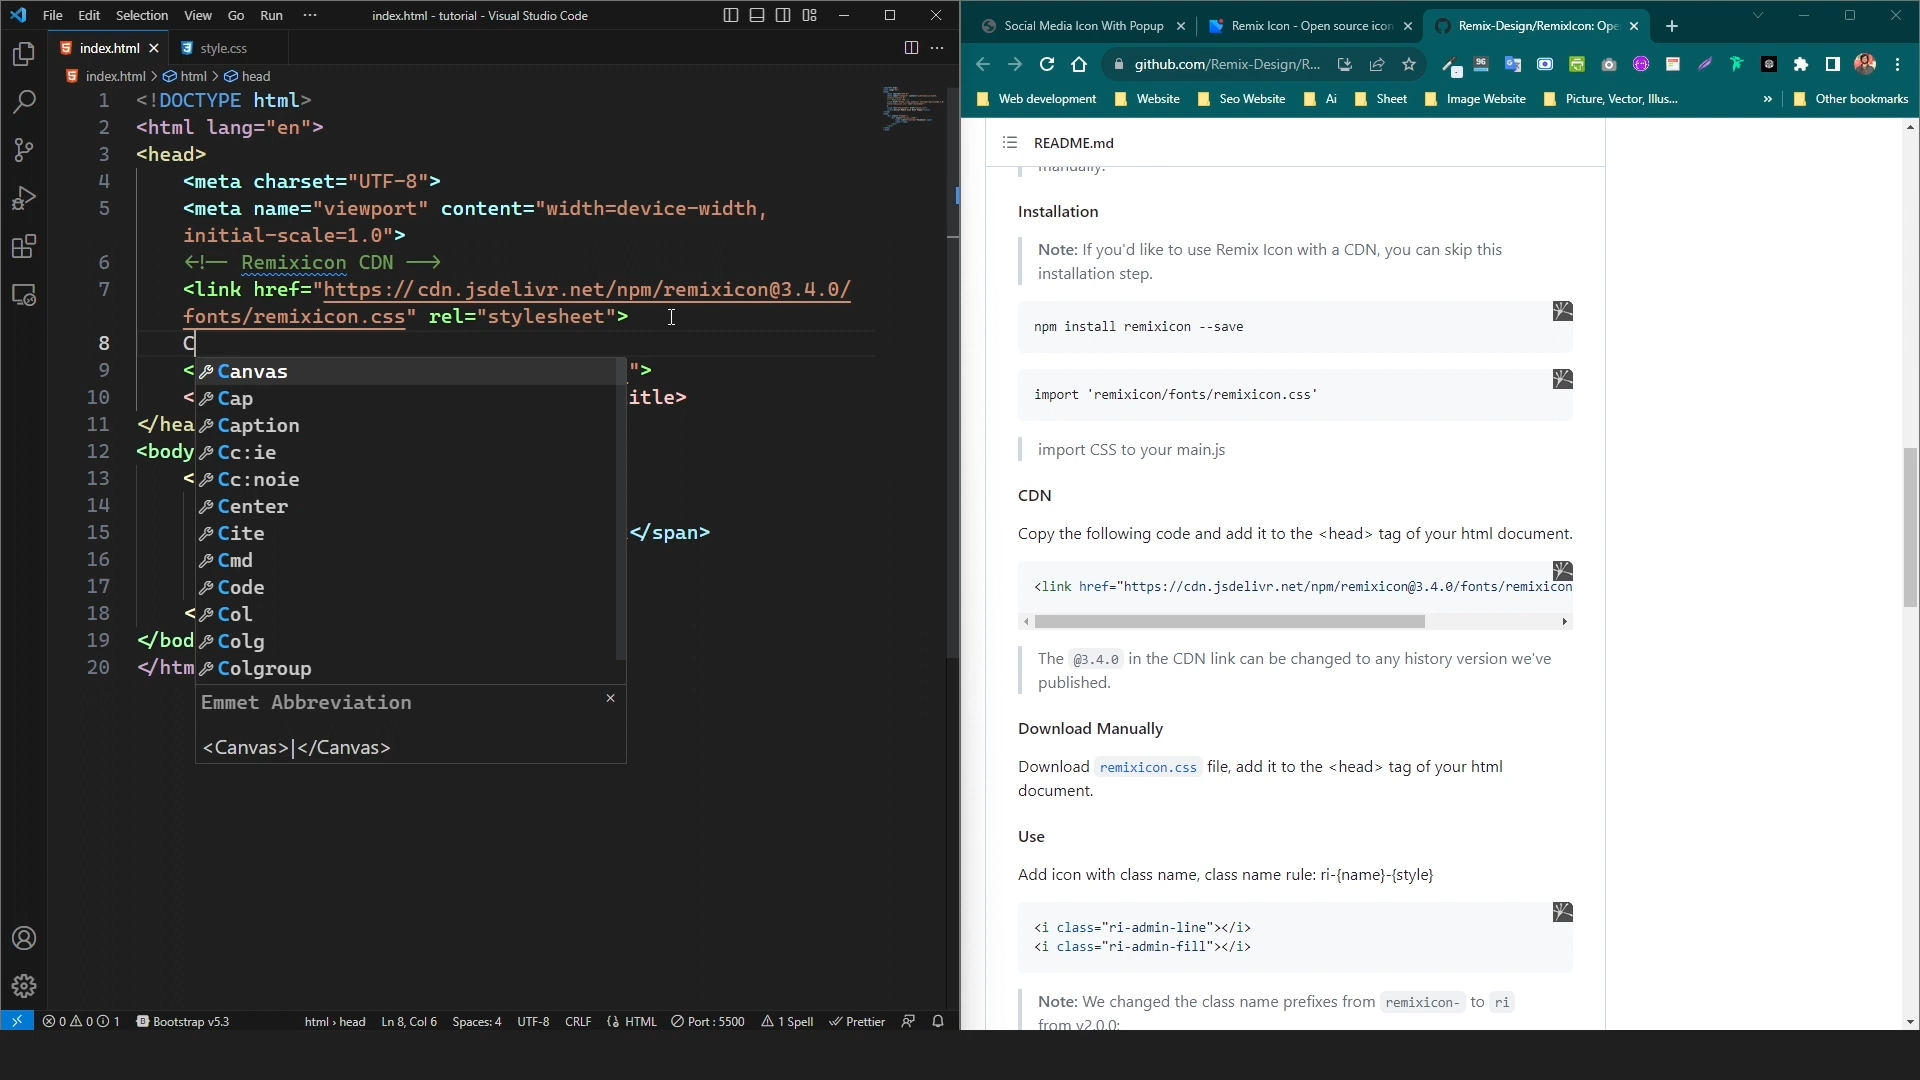 File Edit Selection View Go Run ··· index.html - tutorial - Visual Studio Code
index.html style.css
index.html > html > head
1 <!DOCTYPE html>
2 <html lang="en">
3 <head>
4 <meta charset="UTF-8">
5 <meta name="viewport" content="width=device-width,
initial-scale=1.0">
6 <!-- Remixicon CDN -->
7 <link href="https://cdn.jsdelivr.net/npm/remixicon@3.4.0/
fonts/remixicon.css" rel="stylesheet">
8 C
9 < ">
10 < itle>
11 </hea
12 <body
13 <
14
15 </span>
16
17
18 <
19 </bod
20 </htm
Canvas
Cap
Caption
Cc:ie
Cc:noie
Center
Cite
Cmd
Code
Col
Colg
Colgroup
Emmet Abbreviation
<Canvas>|</Canvas>
0 0 1 Bootstrap v5.3 html > head Ln 8, Col 6 Spaces: 4 UTF-8 CRLF HTML Port : 5500 1 Spell Prettier
Social Media Icon With Popup Remix Icon - Open source icon Remix-Design/RemixIcon: Ope
github.com/Remix-Design/R... 96
Web development Website Seo Website Ai Sheet Image Website Picture, Vector, Illus... » Other bookmarks
README.md
manually.
Installation
Note: If you'd like to use Remix Icon with a CDN, you can skip this
installation step.
npm install remixicon --save
import 'remixicon/fonts/remixicon.css'
import CSS to your main.js
CDN
Copy the following code and add it to the <head> tag of your html document.
<link href="https://cdn.jsdelivr.net/npm/remixicon@3.4.0/fonts/remixicon
The @3.4.0 in the CDN link can be changed to any history version we've
published.
Download Manually
Download remixicon.css file, add it to the <head> tag of your html
document.
Use
Add icon with class name, class name rule: ri-{name}-{style}
<i class="ri-admin-line"></i>
<i class="ri-admin-fill"></i>
Note: We changed the class name prefixes from remixicon- to ri
from v2.0.0: